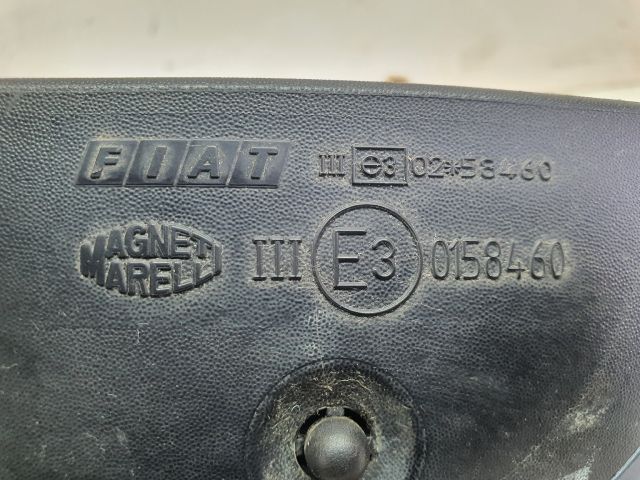 FIAT III e3 02*58460
MAGNETI MARELLI III E3 0158460